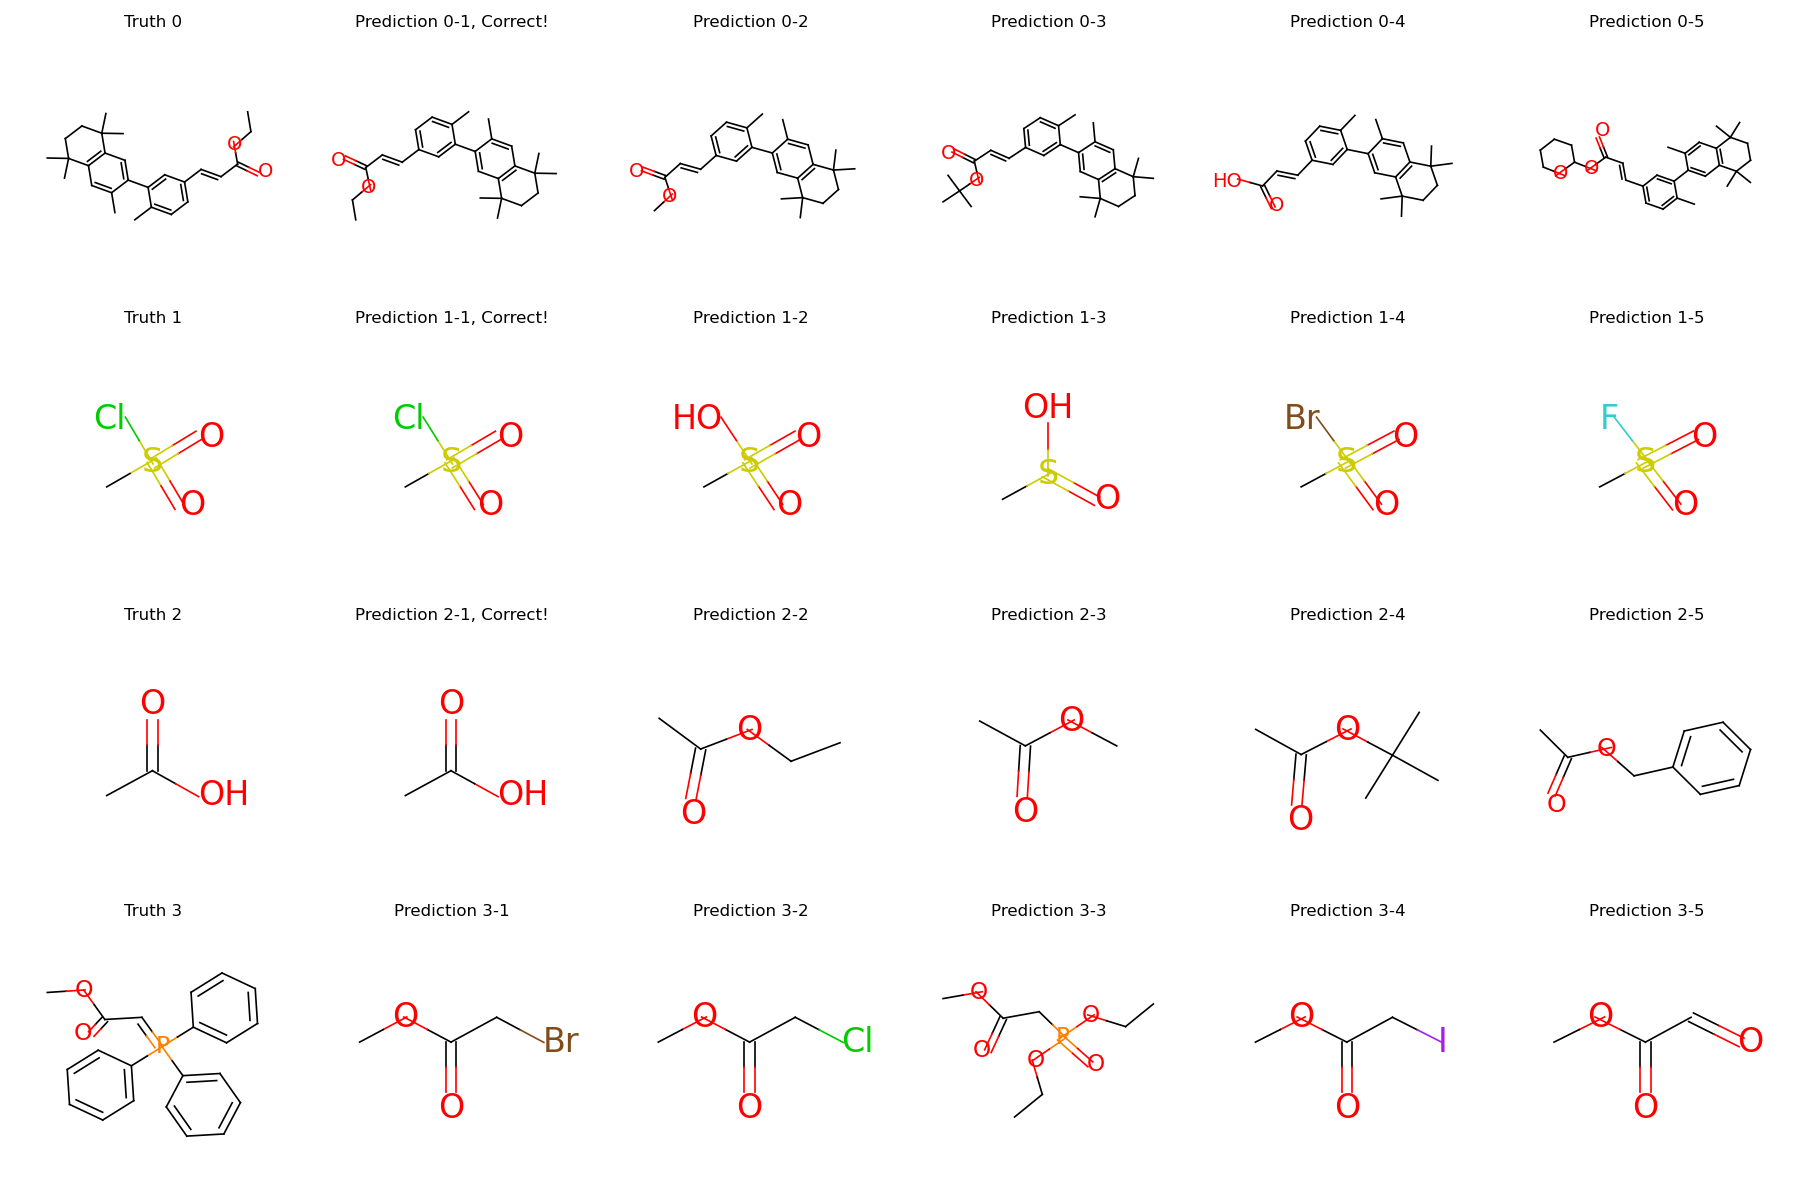 Truth 0 Prediction 0-1, Correct! Prediction 0-2 Prediction 0-3 Prediction 0-4 Prediction 0-5
O O O O O O O O HO O O O O
Truth 1 Prediction 1-1, Correct! Prediction 1-2 Prediction 1-3 Prediction 1-4 Prediction 1-5
Cl S O O Cl S O O HO S O O OH S O Br S O O F S O O
Truth 2 Prediction 2-1, Correct! Prediction 2-2 Prediction 2-3 Prediction 2-4 Prediction 2-5
O OH O OH O O O O O O O O
Truth 3 Prediction 3-1 Prediction 3-2 Prediction 3-3 Prediction 3-4 Prediction 3-5
O O P O O Br O O Cl O O P O O O O O I O O O